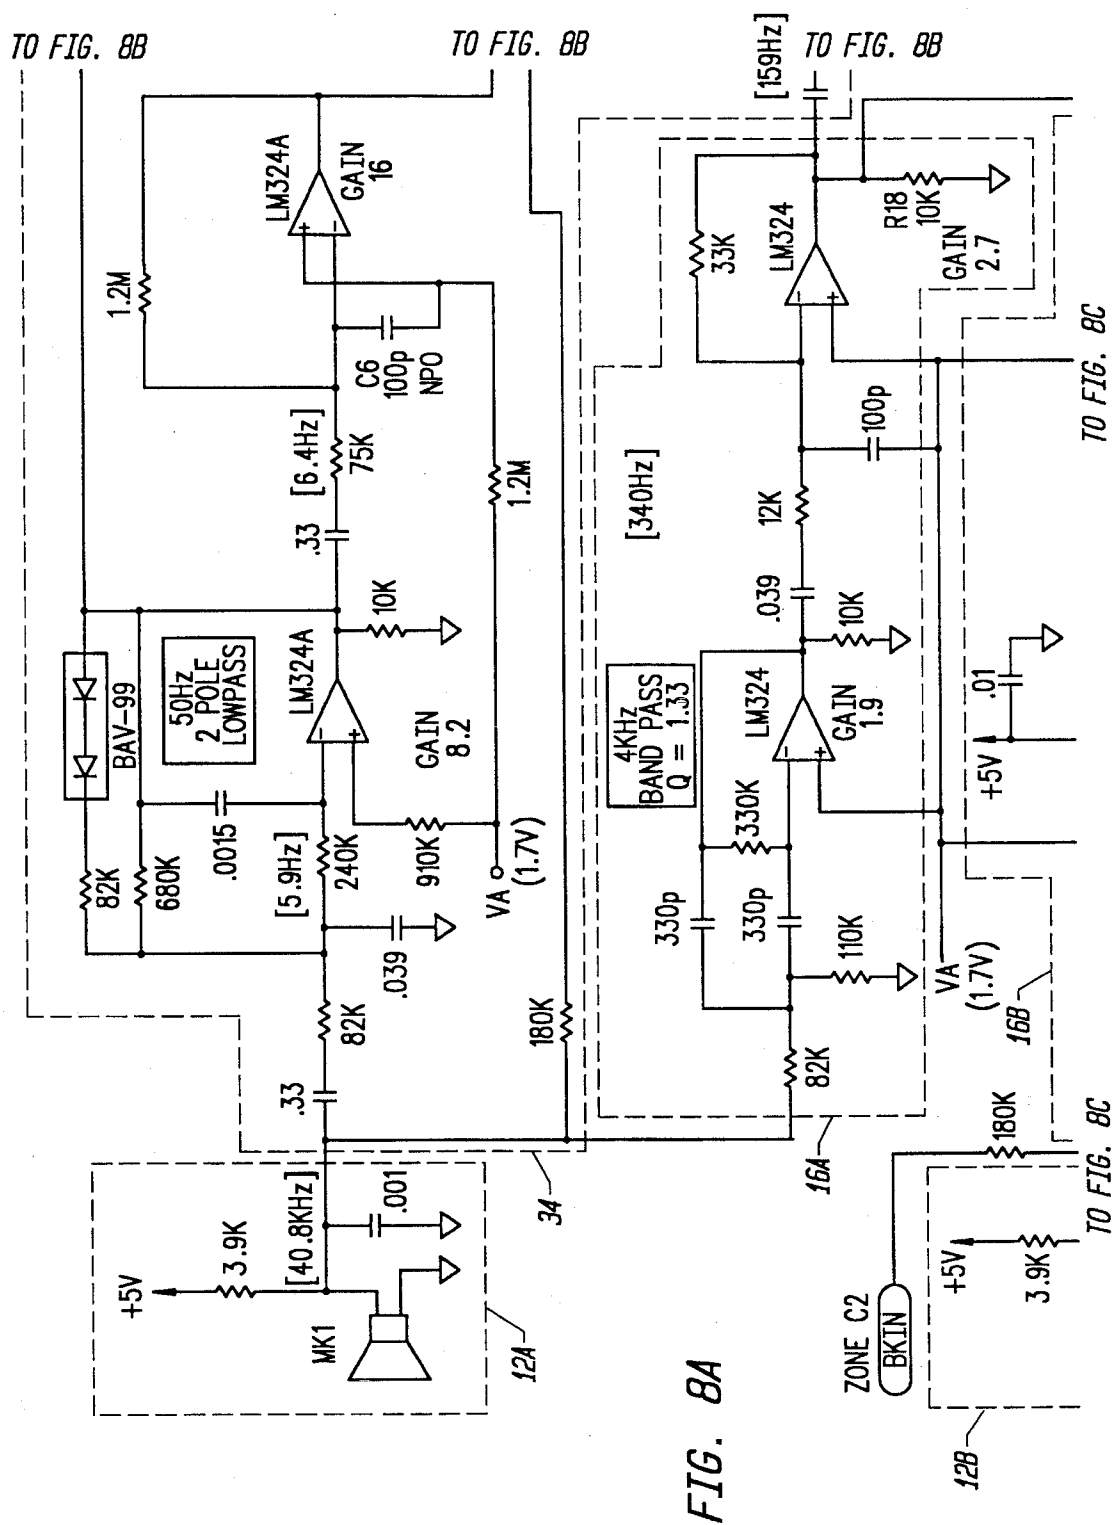 TO FIG. 8B
TO FIG. 8B
TO FIG. 8B
[159Hz]
1.2M
LM324A
GAIN
16
C6
100p
NPO
[6.4Hz]
75K
.33
1.2M
BAV-99
50Hz
2 POLE
LOWPASS
LM324A
10K
GAIN
8.2
82K
680K
.0015
[5.9Hz]
240K
910K
VA
(1.7V)
.039
82K
.33
180K
34
+5V
3.9K
[40.8KHz]
.001
MK1
12A
33K
LM324
R18
10K
GAIN
2.7
TO FIG. 8C
100p
[340Hz]
12K
.039
10K
4KHz
BAND PASS
Q = 1.33
LM324
GAIN
1.9
330K
330p
330p
110K
82K
16A
.01
+5V
VA
(1.7V)
16B
180K
TO FIG. 8C
+5V
3.9K
ZONE C2
BKIN
12B
FIG. 8A